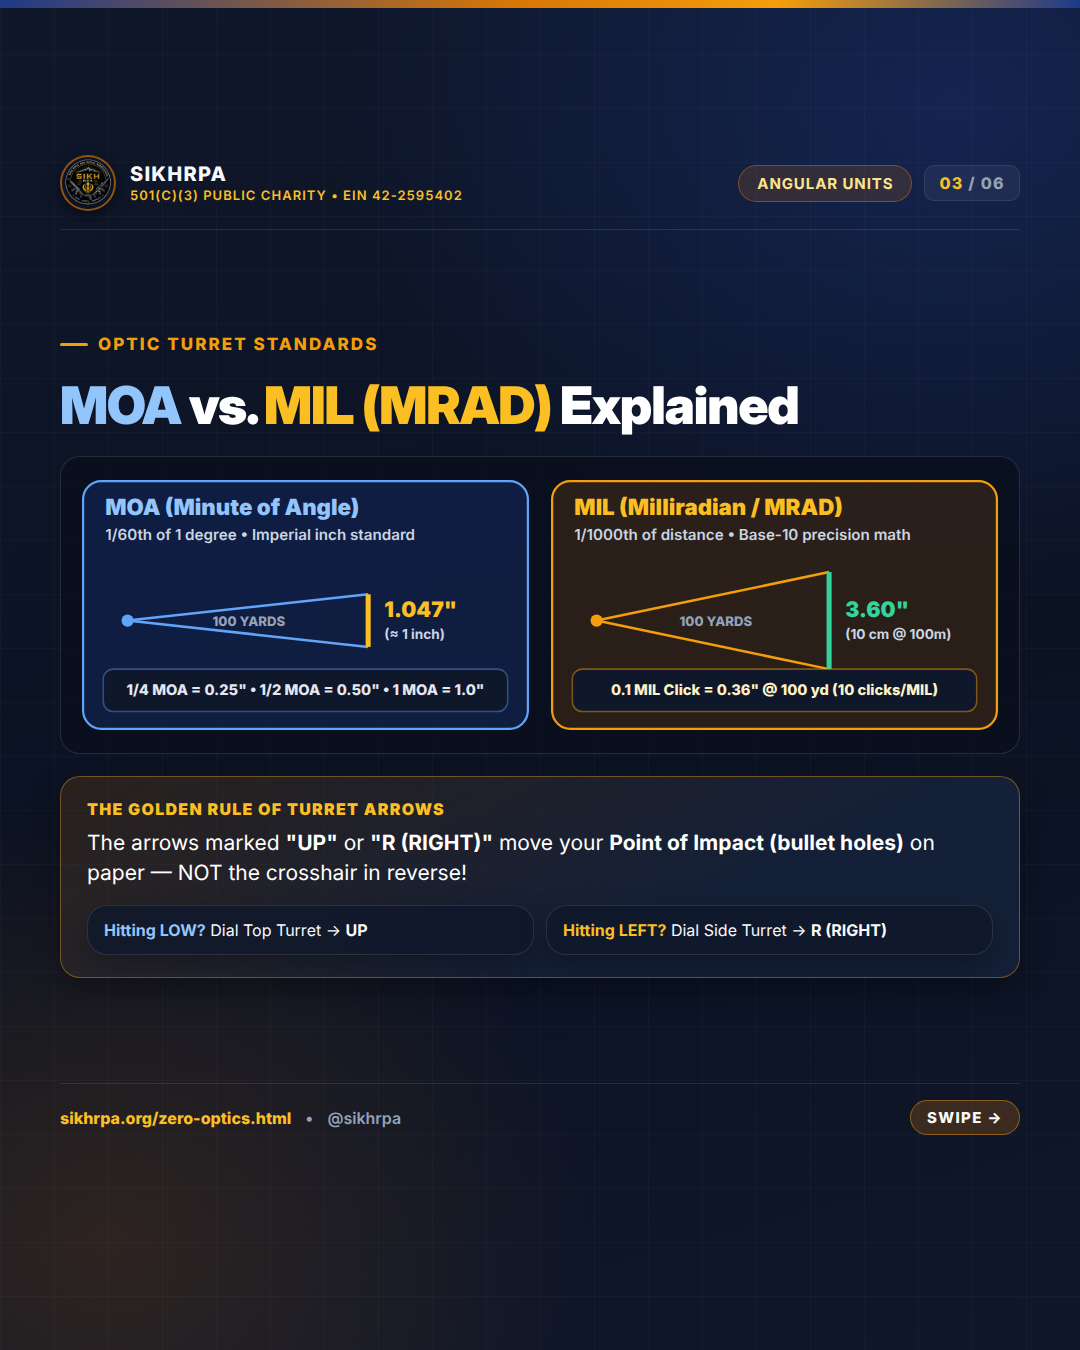 SIKH
SIKHRPA
501(C)(3) PUBLIC CHARITY • EIN 42-2595402
ANGULAR UNITS
03 / 06
OPTIC TURRET STANDARDS
MOA vs. MIL (MRAD) Explained
MOA (Minute of Angle)
1/60th of 1 degree • Imperial inch standard
100 YARDS
1.047"
(≈ 1 inch)
1/4 MOA = 0.25" • 1/2 MOA = 0.50" • 1 MOA = 1.0"
MIL (Milliradian / MRAD)
1/1000th of distance • Base-10 precision math
100 YARDS
3.60"
(10 cm @ 100m)
0.1 MIL Click = 0.36" @ 100 yd (10 clicks/MIL)
THE GOLDEN RULE OF TURRET ARROWS
The arrows marked "UP" or "R (RIGHT)" move your Point of Impact (bullet holes) on
paper — NOT the crosshair in reverse!
Hitting LOW? Dial Top Turret → UP
Hitting LEFT? Dial Side Turret → R (RIGHT)
sikhrpa.org/zero-optics.html • @sikhrpa
SWIPE →